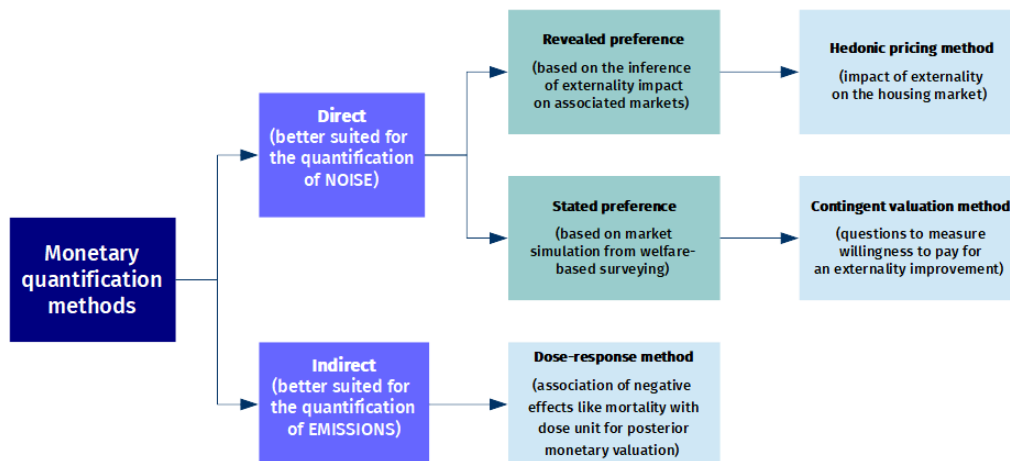 Monetary
quantification
methods
Direct
(better suited for
the quantification
of NOISE)
Indirect
(better suited for
the quantification
of EMISSIONS)
Revealed preference
(based on the inference
of externality impact
on associated markets)
Stated preference
(based on market
simulation from welfare-
based surveying)
Dose-response method
(association of negative
effects like mortality with
dose unit for posterior
monetary valuation)
Hedonic pricing method
(impact of externality
on the housing market)
Contingent valuation method
(questions to measure
willingness to pay for
an externality improvement)